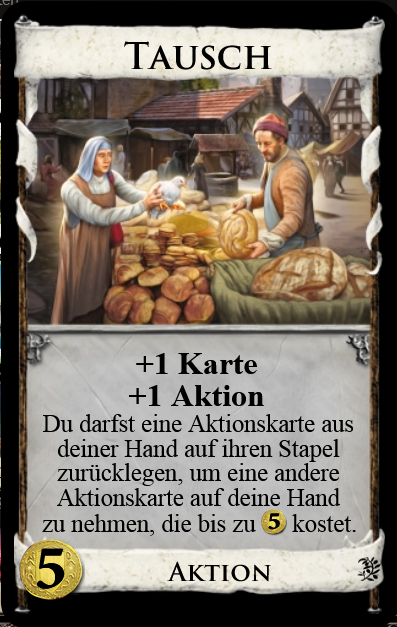 Tausch
+1 Karte
+1 Aktion
Du darfst eine Aktionskarte aus
deiner Hand auf ihren Stapel
zurücklegen, um eine andere
Aktionskarte auf deine Hand
zu nehmen, die bis zu 5 kostet.
5
Aktion